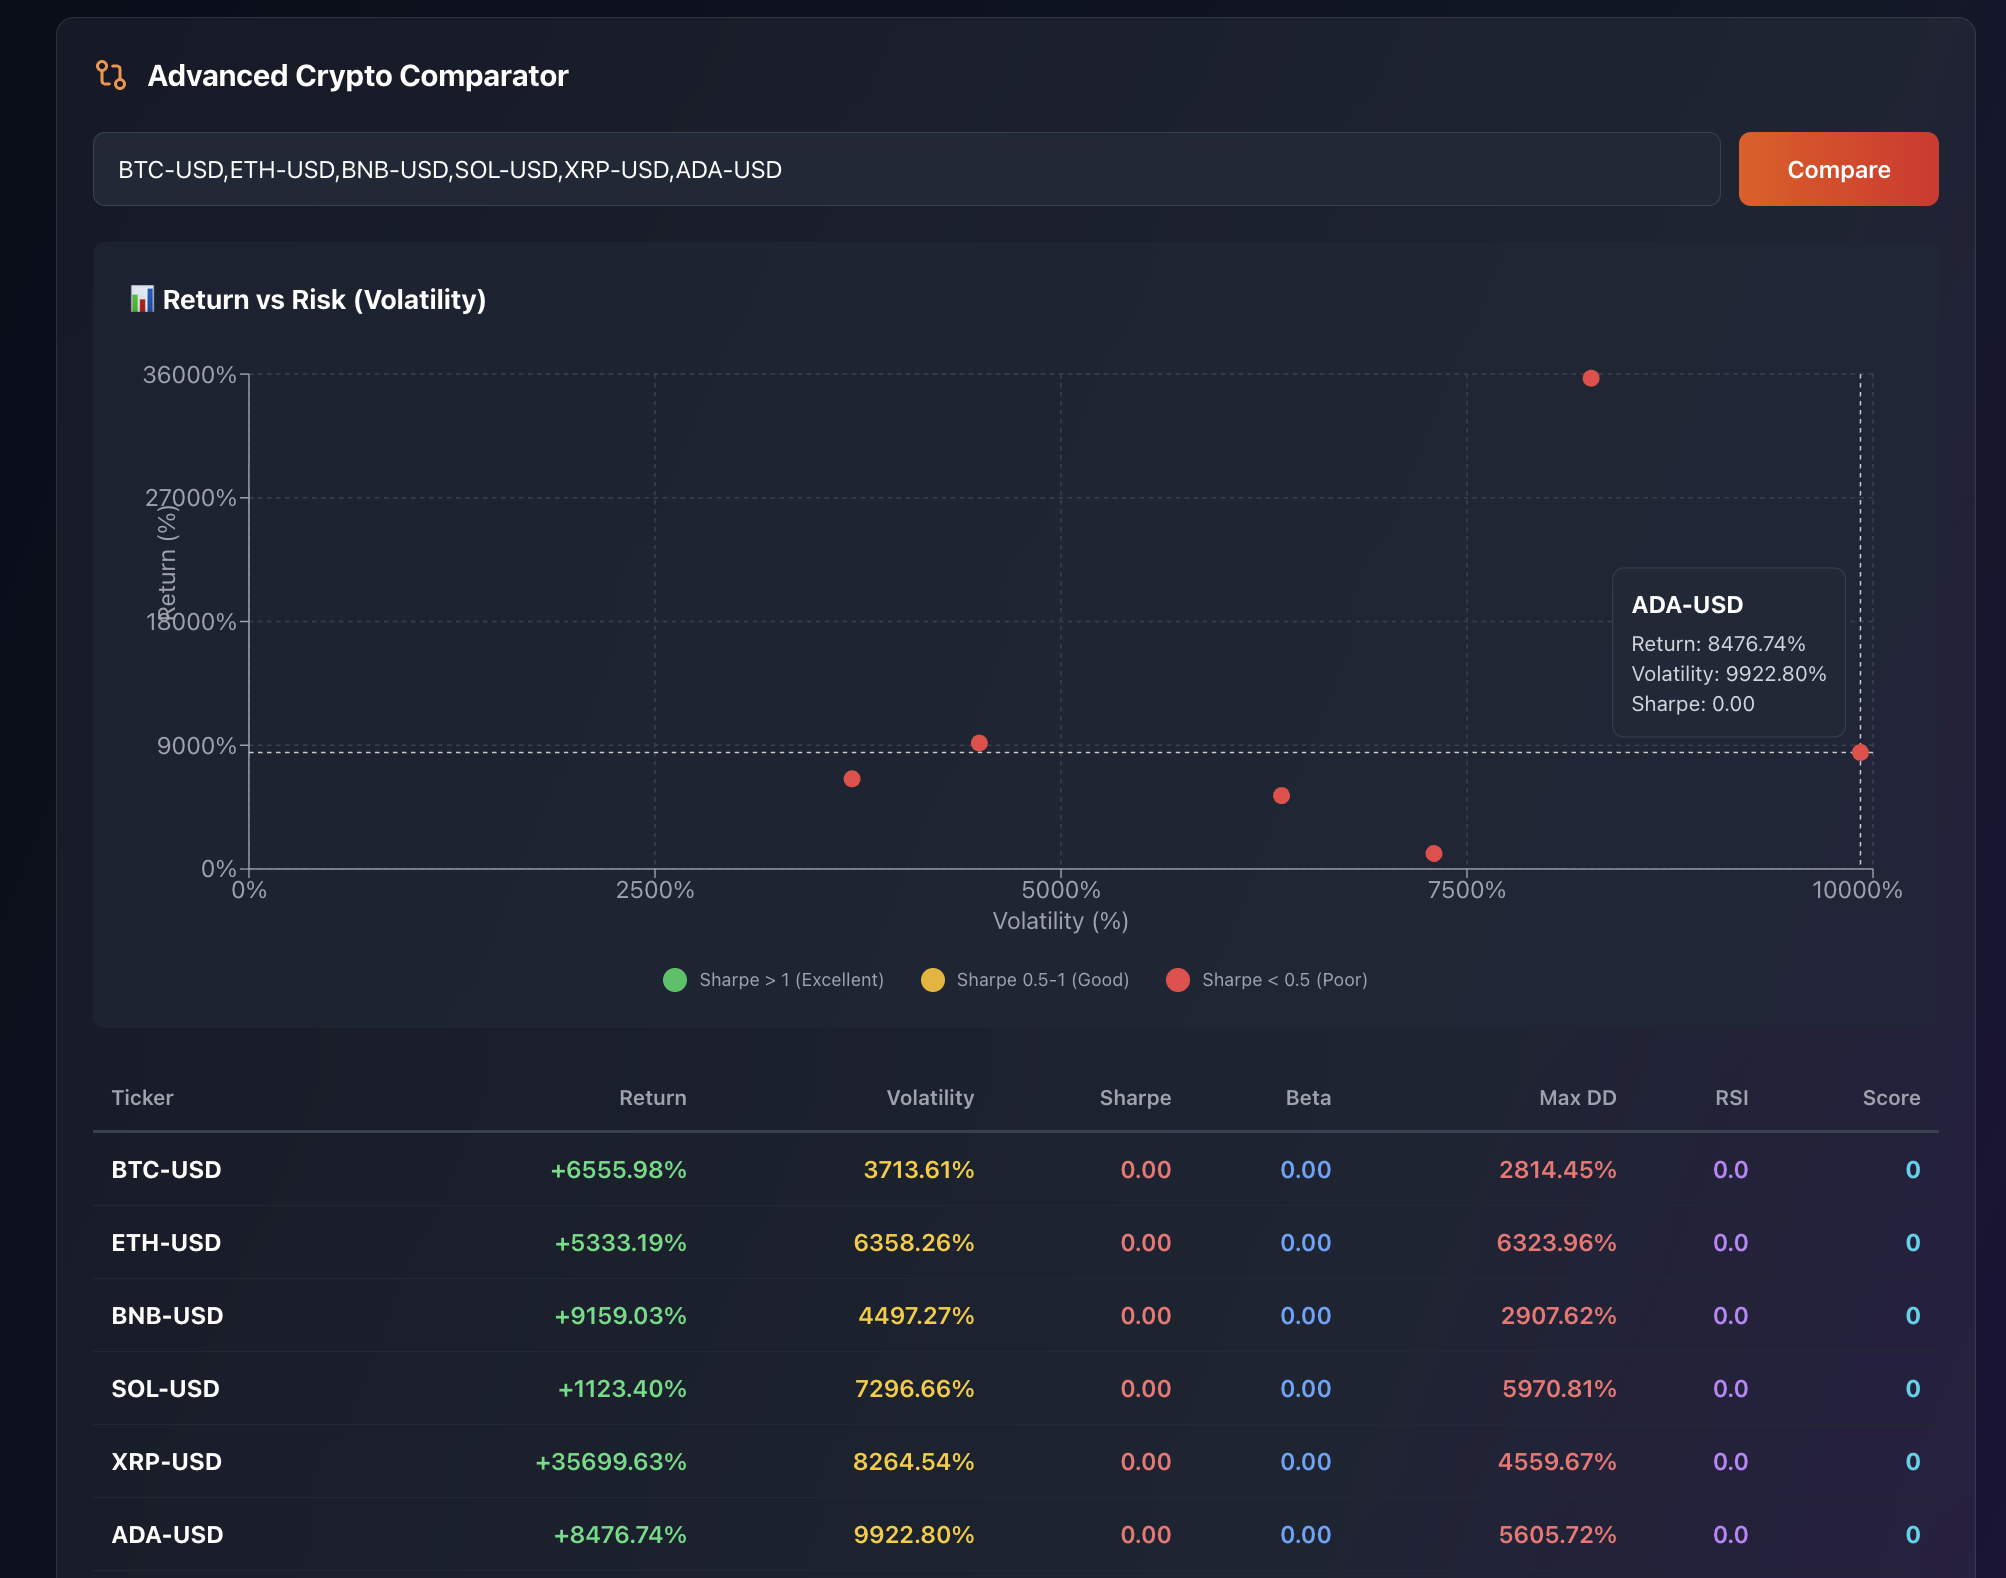 Advanced Crypto Comparator
BTC-USD,ETH-USD,BNB-USD,SOL-USD,XRP-USD,ADA-USD
Compare
Return vs Risk (Volatility)
36000%
27000%
18000%
9000%
0%
Return (%)
ADA-USD
Return: 8476.74%
Volatility: 9922.80%
Sharpe: 0.00
0% 2500% 5000% 7500% 10000%
Volatility (%)
Sharpe > 1 (Excellent) Sharpe 0.5-1 (Good) Sharpe < 0.5 (Poor)
Ticker Return Volatility Sharpe Beta Max DD RSI Score
BTC-USD +6555.98% 3713.61% 0.00 0.00 2814.45% 0.0 0
ETH-USD +5333.19% 6358.26% 0.00 0.00 6323.96% 0.0 0
BNB-USD +9159.03% 4497.27% 0.00 0.00 2907.62% 0.0 0
SOL-USD +1123.40% 7296.66% 0.00 0.00 5970.81% 0.0 0
XRP-USD +35699.63% 8264.54% 0.00 0.00 4559.67% 0.0 0
ADA-USD +8476.74% 9922.80% 0.00 0.00 5605.72% 0.0 0